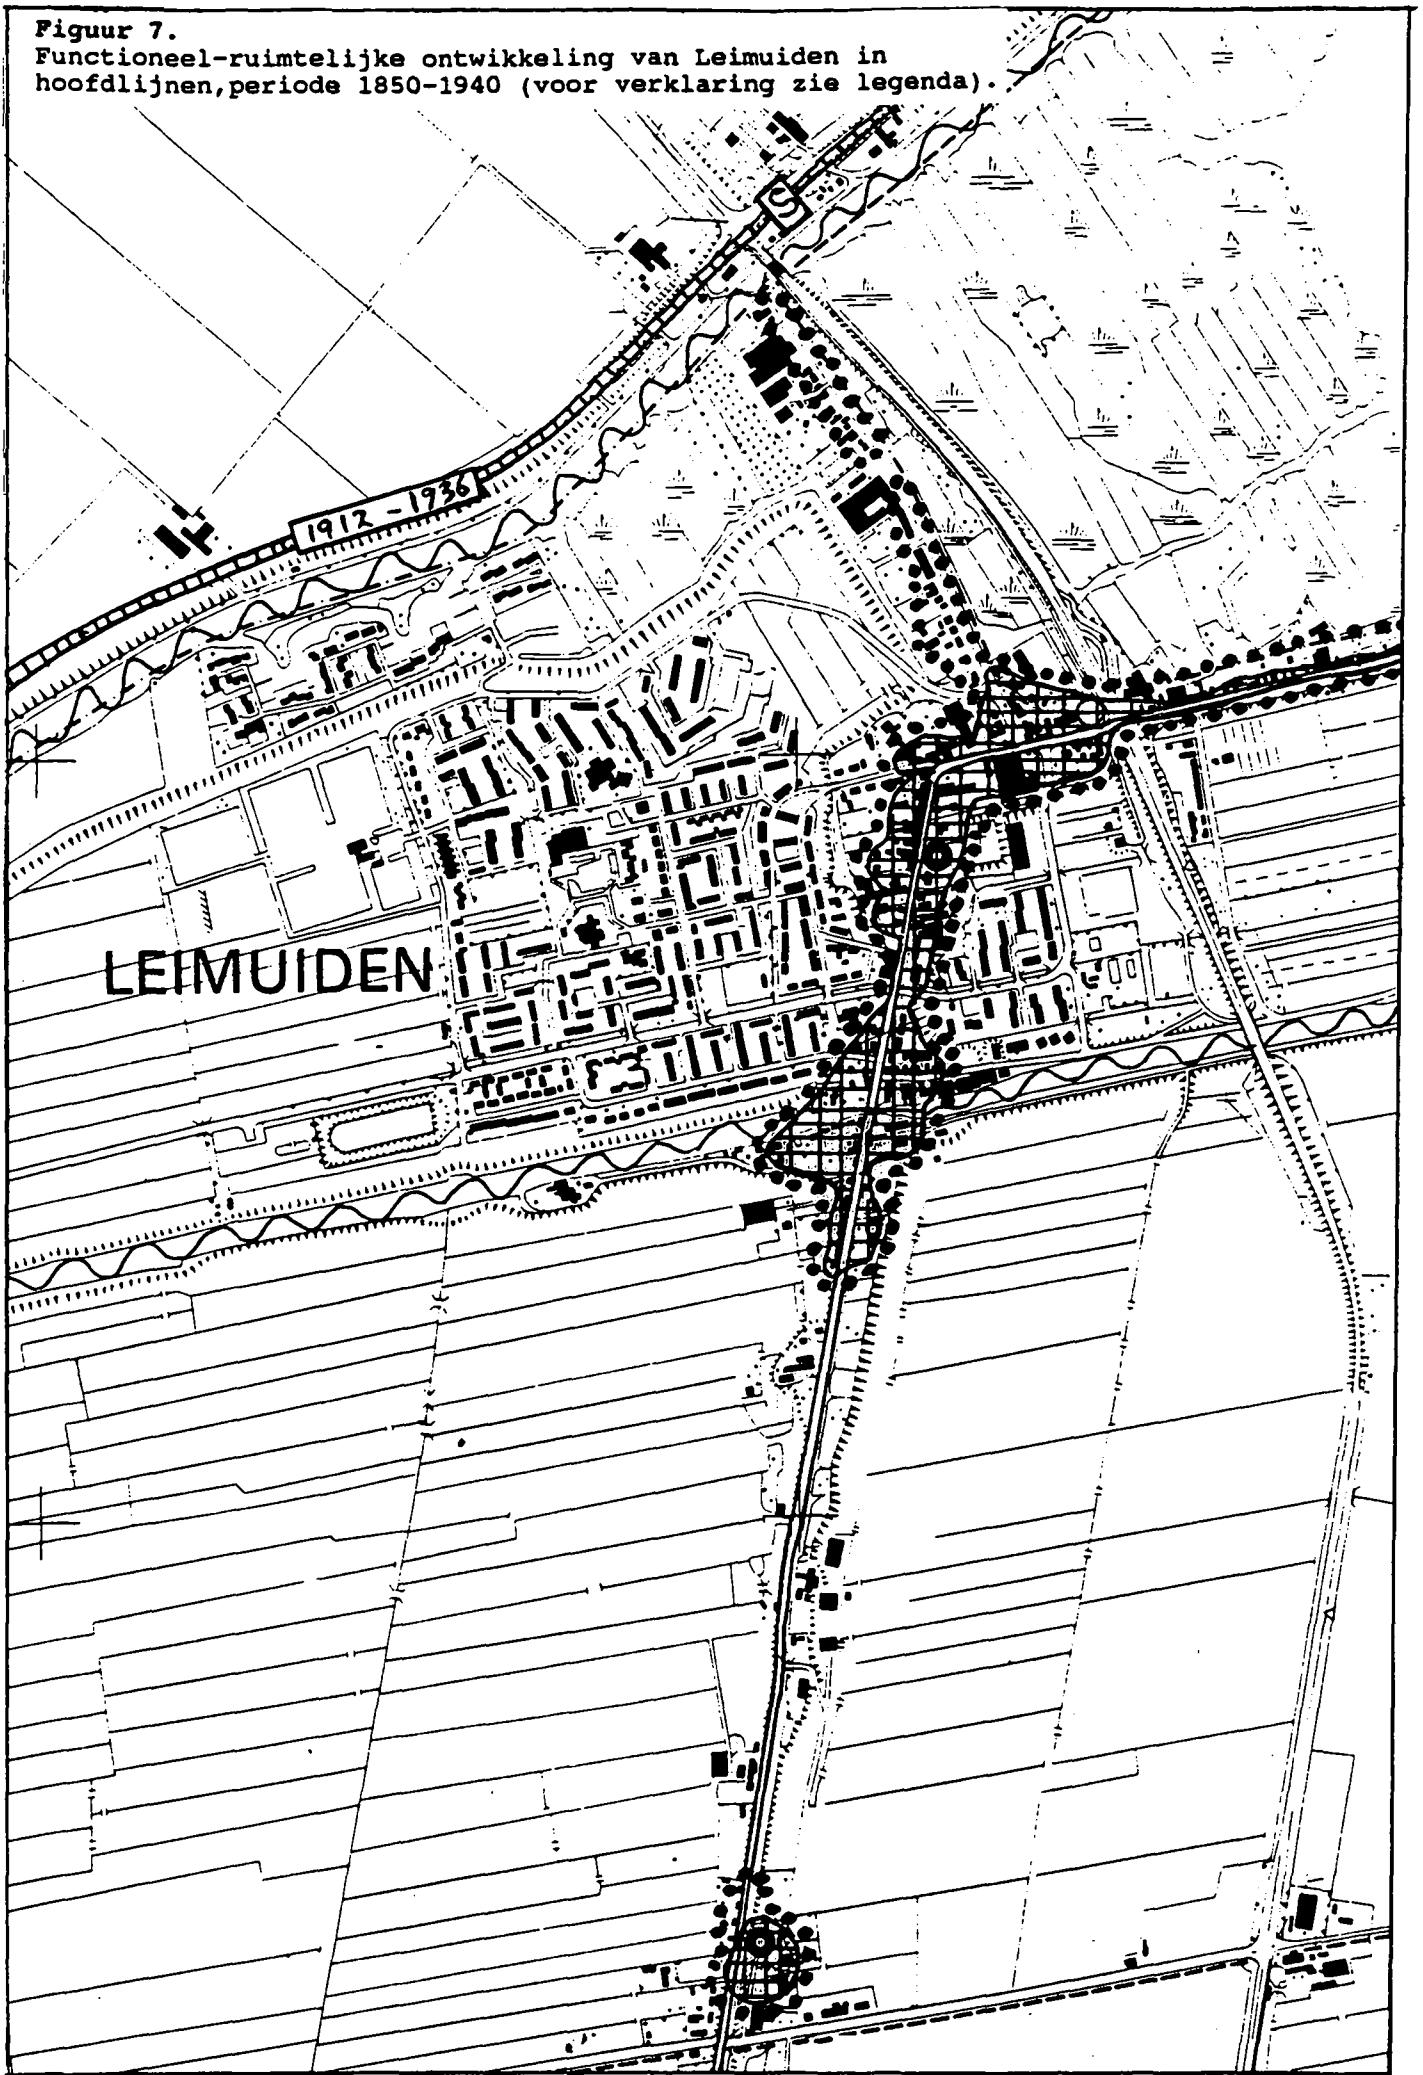 Figuur 7.
Functioneel-ruimtelijke ontwikkeling van Leimuiden in
hoofdlijnen,periode 1850-1940 (voor verklaring zie legenda).
S
1912 - 1936
LEIMUIDEN